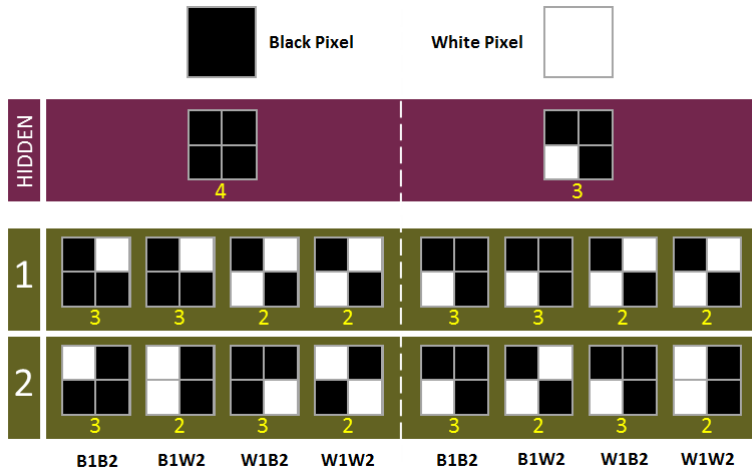 Black Pixel White Pixel
HIDDEN
4 3
1
3 3 2 2 3 3 2 2
2
3 2 3 2 3 2 3 2
B1B2 B1W2 W1B2 W1W2 B1B2 B1W2 W1B2 W1W2